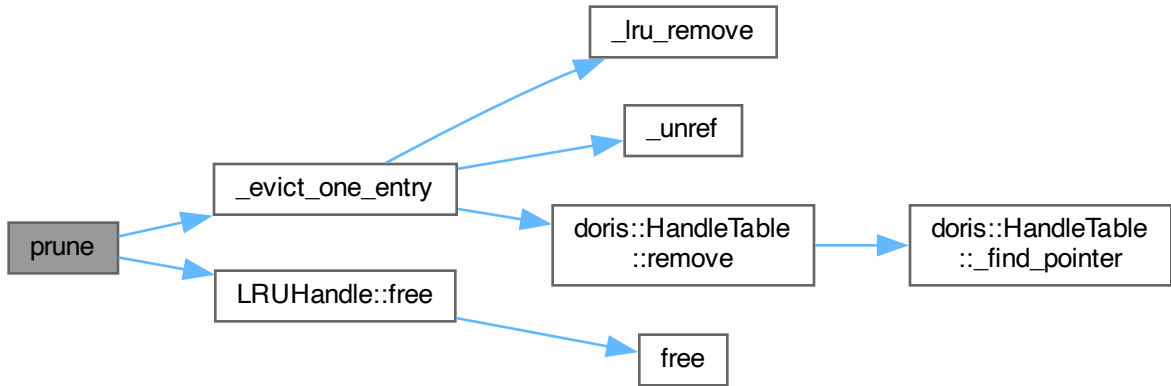 _lru_remove
_unref
_evict_one_entry
doris::HandleTable
::remove
doris::HandleTable
::_find_pointer
prune
LRUHandle::free
free